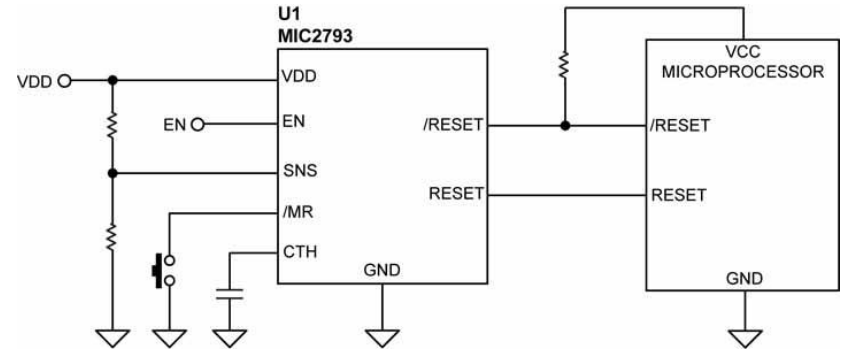 U1
MIC2793
VDD
VDD
EN
EN
SNS
/MR
CTH
GND
/RESET
RESET
VCC
MICROPROCESSOR
/RESET
RESET
GND